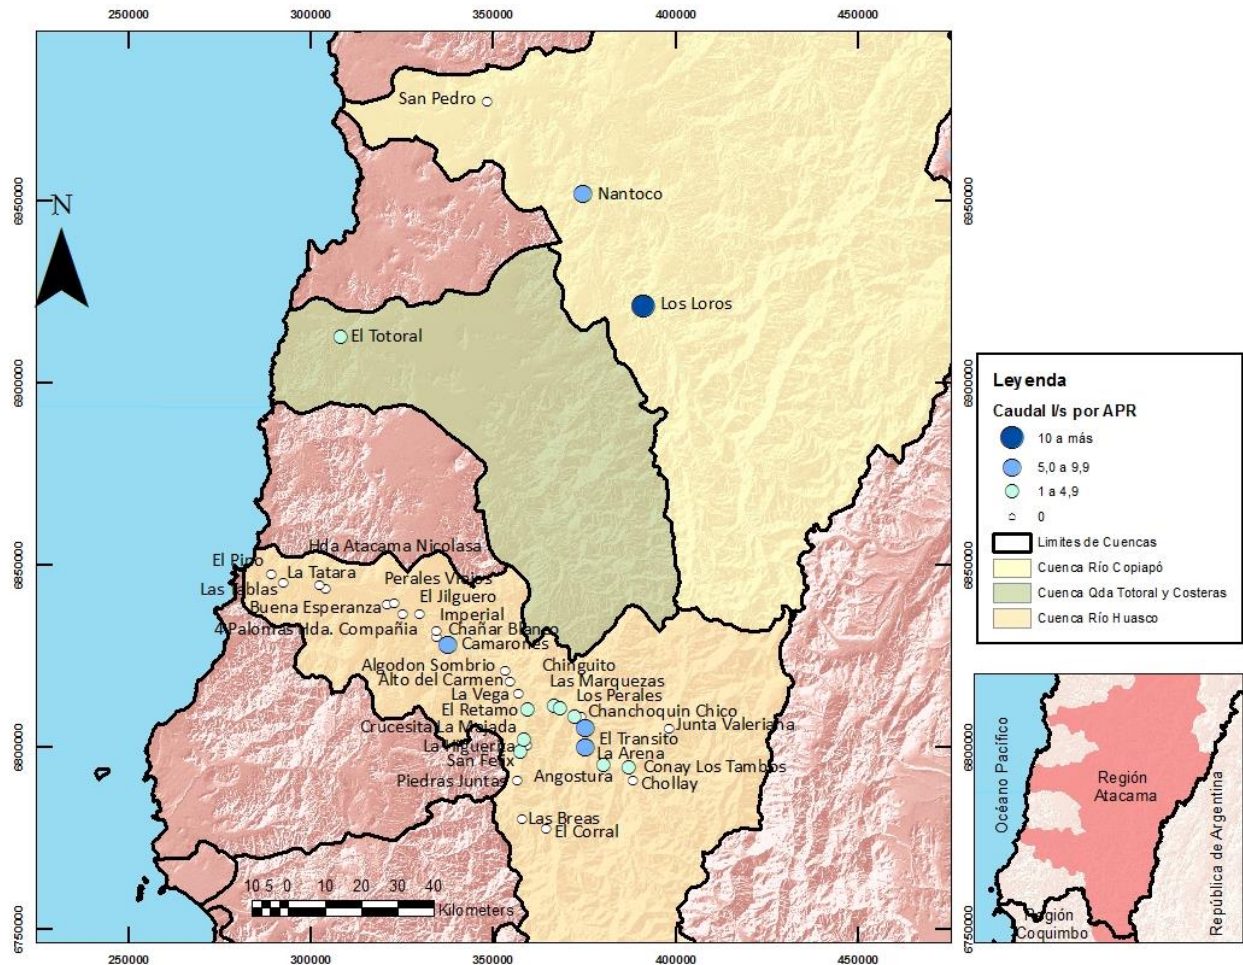 250000 300000 350000 400000 450000
San Pedro
6950000 6950000
N
Nantoco
Los Loros
El Totoral
6900000 6900000
Leyenda
Caudal l/s por APR
10 a más
5,0 a 9,9
1 a 4,9
0
Limites de Cuencas
Cuenca Río Copiapó
Cuenca Qda Totoral y Costeras
Cuenca Río Huasco
6850000 6850000
Hda Atacama Nicolasa
El Pino
La Tatara
Perales Viejos
Las Tablas
El Jilguero
Buena Esperanza
Imperial
4 Palomas Hda. Compañia
Chañar Blanco
Camarones
Algodon Sombrio
Chinguito
Alto del Carmen
Las Marquezas
La Vega
Los Perales
El Retamo
Chanchoquin Chico
Crucesita La Majada
Junta Valeriana
El Transito
La Higuerita
La Arena
6800000 6800000
San Felix
Conay Los Tambos
Angostura
Piedras Juntas
Chollay
Las Breas
El Corral
10 5 0 10 20 30 40
Kilometers
6750000 6750000
250000 300000 350000 400000 450000
Océano Pacífico
Región
Atacama
República de Argentina
Región
Coquimbo